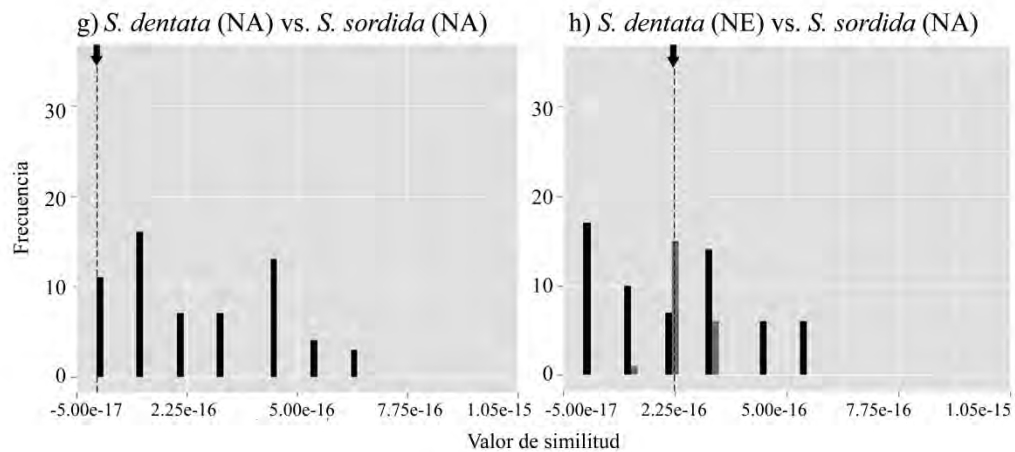 g) S. dentata (NA) vs. S. sordida (NA)
h) S. dentata (NE) vs. S. sordida (NA)
Frecuencia
30
20
10
0
-5.00e-17 2.25e-16 5.00e-16 7.75e-16 1.05e-15
30
20
10
0
-5.00e-17 2.25e-16 5.00e-16 7.75e-16 1.05e-15
Valor de similitud